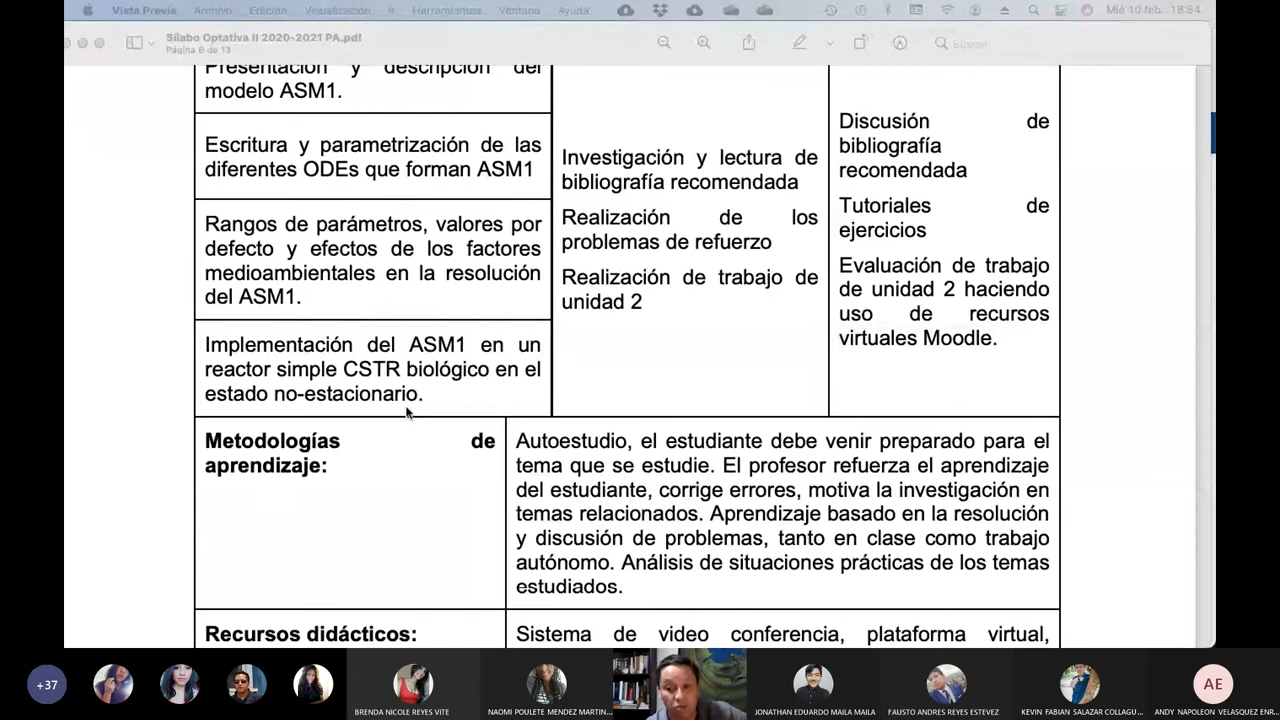 Vista Previa Archivo Edición Visualización Ir Herramientas Ventana Ayuda Mié 10 feb. 18:54
Sílabo Optativa II 2020-2021 PA.pdf
Página 6 de 13
Buscar
Presentación y descripción del
modelo ASM1.
Escritura y parametrización de las
diferentes ODEs que forman ASM1
Rangos de parámetros, valores por
defecto y efectos de los factores
medioambientales en la resolución
del ASM1.
Implementación del ASM1 en un
reactor simple CSTR biológico en el
estado no-estacionario.
Investigación y lectura de
bibliografía recomendada
Realización de los
problemas de refuerzo
Realización de trabajo de
unidad 2
Discusión de
bibliografía
recomendada
Tutoriales de
ejercicios
Evaluación de trabajo
de unidad 2 haciendo
uso de recursos
virtuales Moodle.
Metodologías de
aprendizaje:
Autoestudio, el estudiante debe venir preparado para el
tema que se estudie. El profesor refuerza el aprendizaje
del estudiante, corrige errores, motiva la investigación en
temas relacionados. Aprendizaje basado en la resolución
y discusión de problemas, tanto en clase como trabajo
autónomo. Análisis de situaciones prácticas de los temas
estudiados.
Recursos didácticos:
Sistema de video conferencia, plataforma virtual,
+37
BRENDA NICOLE REYES VITE
NAOMI POULETE MENDEZ MARTIN...
JONATHAN EDUARDO MAILA MAILA
FAUSTO ANDRES REYES ESTEVEZ
KEVIN FABIAN SALAZAR COLLAGU...
AE
ANDY NAPOLEON VELASQUEZ ENR...